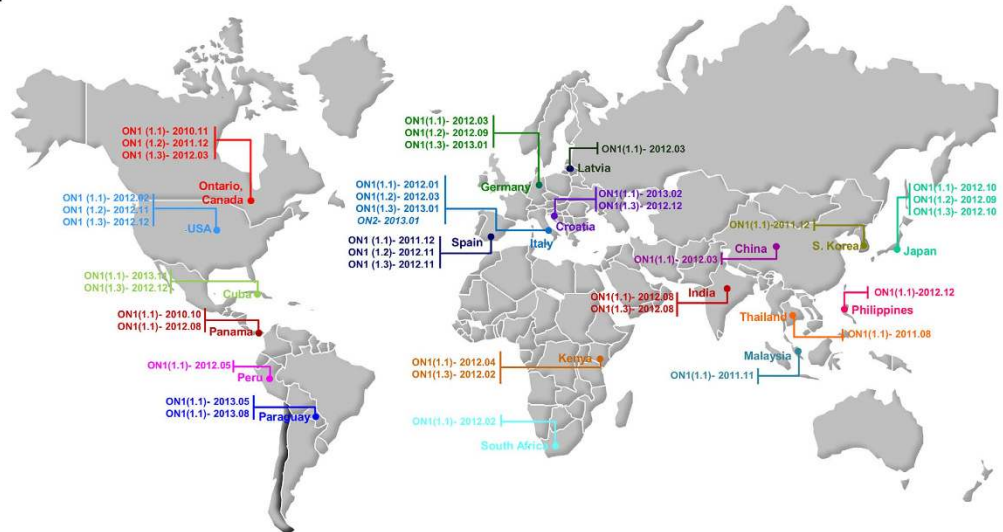 ON1 (1.1)- 2010.11
ON1 (1.2)- 2011.12
ON1 (1.3)- 2012.03
Ontario,
Canada
ON1 (1.1)- 2012.02
ON1 (1.2)- 2012.11
ON1 (1.3)- 2012.12
USA
ON1(1.1)- 2013.11
ON1(1.3)- 2012.12
Cuba
ON1(1.1)- 2010.10
ON1(1.1)- 2012.08
Panama
ON1(1.1)- 2012.05
Peru
ON1(1.1)- 2013.05
ON1(1.1)- 2013.08
Paraguay
ON1(1.1)- 2012.03
ON1(1.2)- 2012.09
ON1(1.3)- 2013.01
Germany
ON1(1.1)- 2012.03
Latvia
ON1(1.1)- 2012.01
ON1(1.2)- 2012.03
ON1(1.3)- 2013.01
ON2- 2013.01
Italy
ON1(1.1)- 2013.02
ON1(1.3)- 2012.12
Croatia
ON1 (1.1)- 2011.12
ON1 (1.2)- 2012.11
ON1 (1.3)- 2012.11
Spain
ON1(1.1)- 2012.04
ON1(1.3)- 2012.02
Kenya
ON1(1.1)- 2012.02
South Africa
ON1(1.1)- 2012.03
China
ON1(1.1)-2011.12
S. Korea
ON1(1.1)- 2012.10
ON1(1.2)- 2012.09
ON1(1.3)- 2012.10
Japan
ON1(1.1)- 2012.08
ON1(1.3)- 2012.08
India
ON1(1.1)-2012.12
Philippines
Thailand
ON1(1.1)- 2011.08
Malaysia
ON1(1.1)- 2011.11